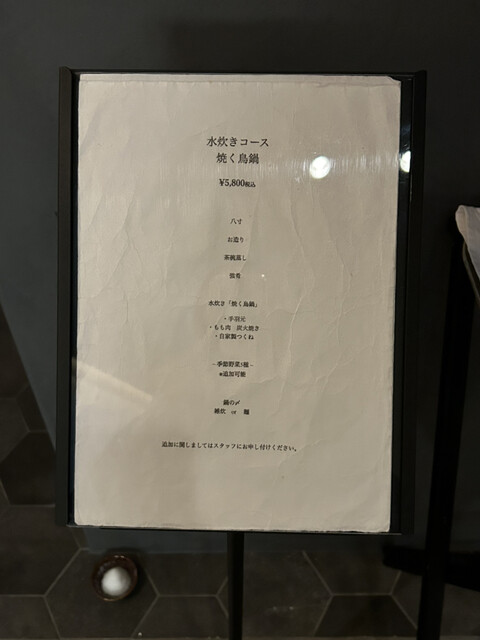 水炊きコース
焼く鳥鍋
¥5,800税込
八寸
お造り
茶碗蒸し
強肴
水炊き「焼く鳥鍋」
・手羽元
・もも肉 炭火焼き
・自家製つくね
–季節野菜5種–
※追加可能
鍋の〆
雑炊 or 麺
追加に関しましてはスタッフにお申し付けください。